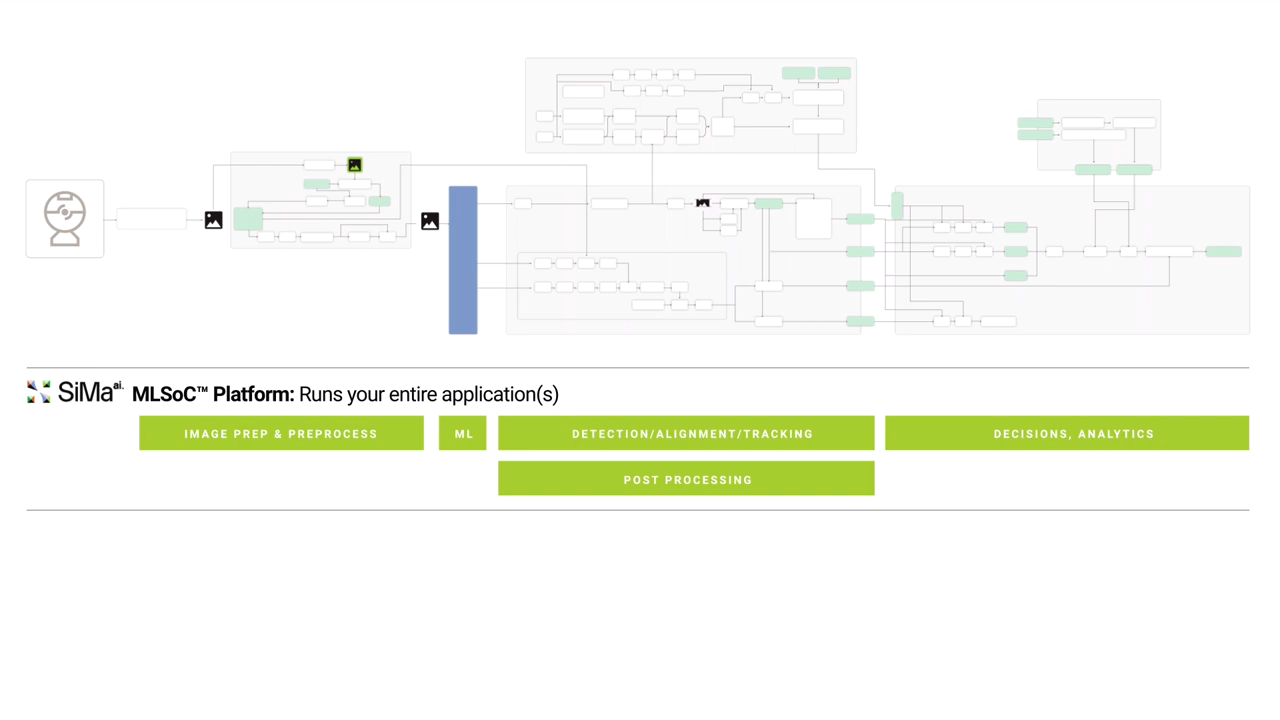 SiMa ai. MLSoC™ Platform: Runs your entire application(s)
IMAGE PREP & PREPROCESS
ML
DETECTION/ALIGNMENT/TRACKING
DECISIONS, ANALYTICS
POST PROCESSING